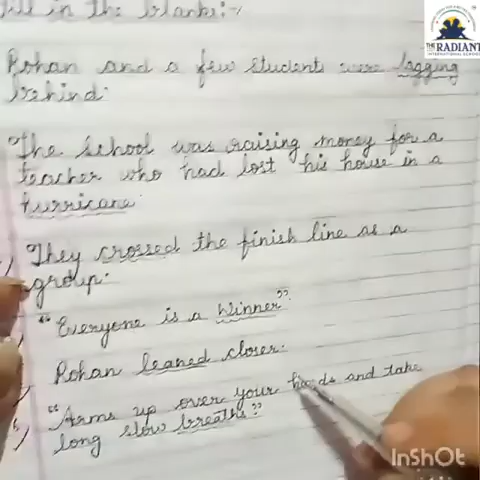 Fill in the blanks:-
THE RADIANT
INTERNATIONAL SCHOOL
Rohan and a few students were lagging
behind.
The school was raising money for a
teacher who had lost his house in a
hurricane.
They crossed the finish line as a
group.
"Everyone is a winner".
Rohan leaned closer.
"Arms up over your heads and take
long slow breaths"
InShOt